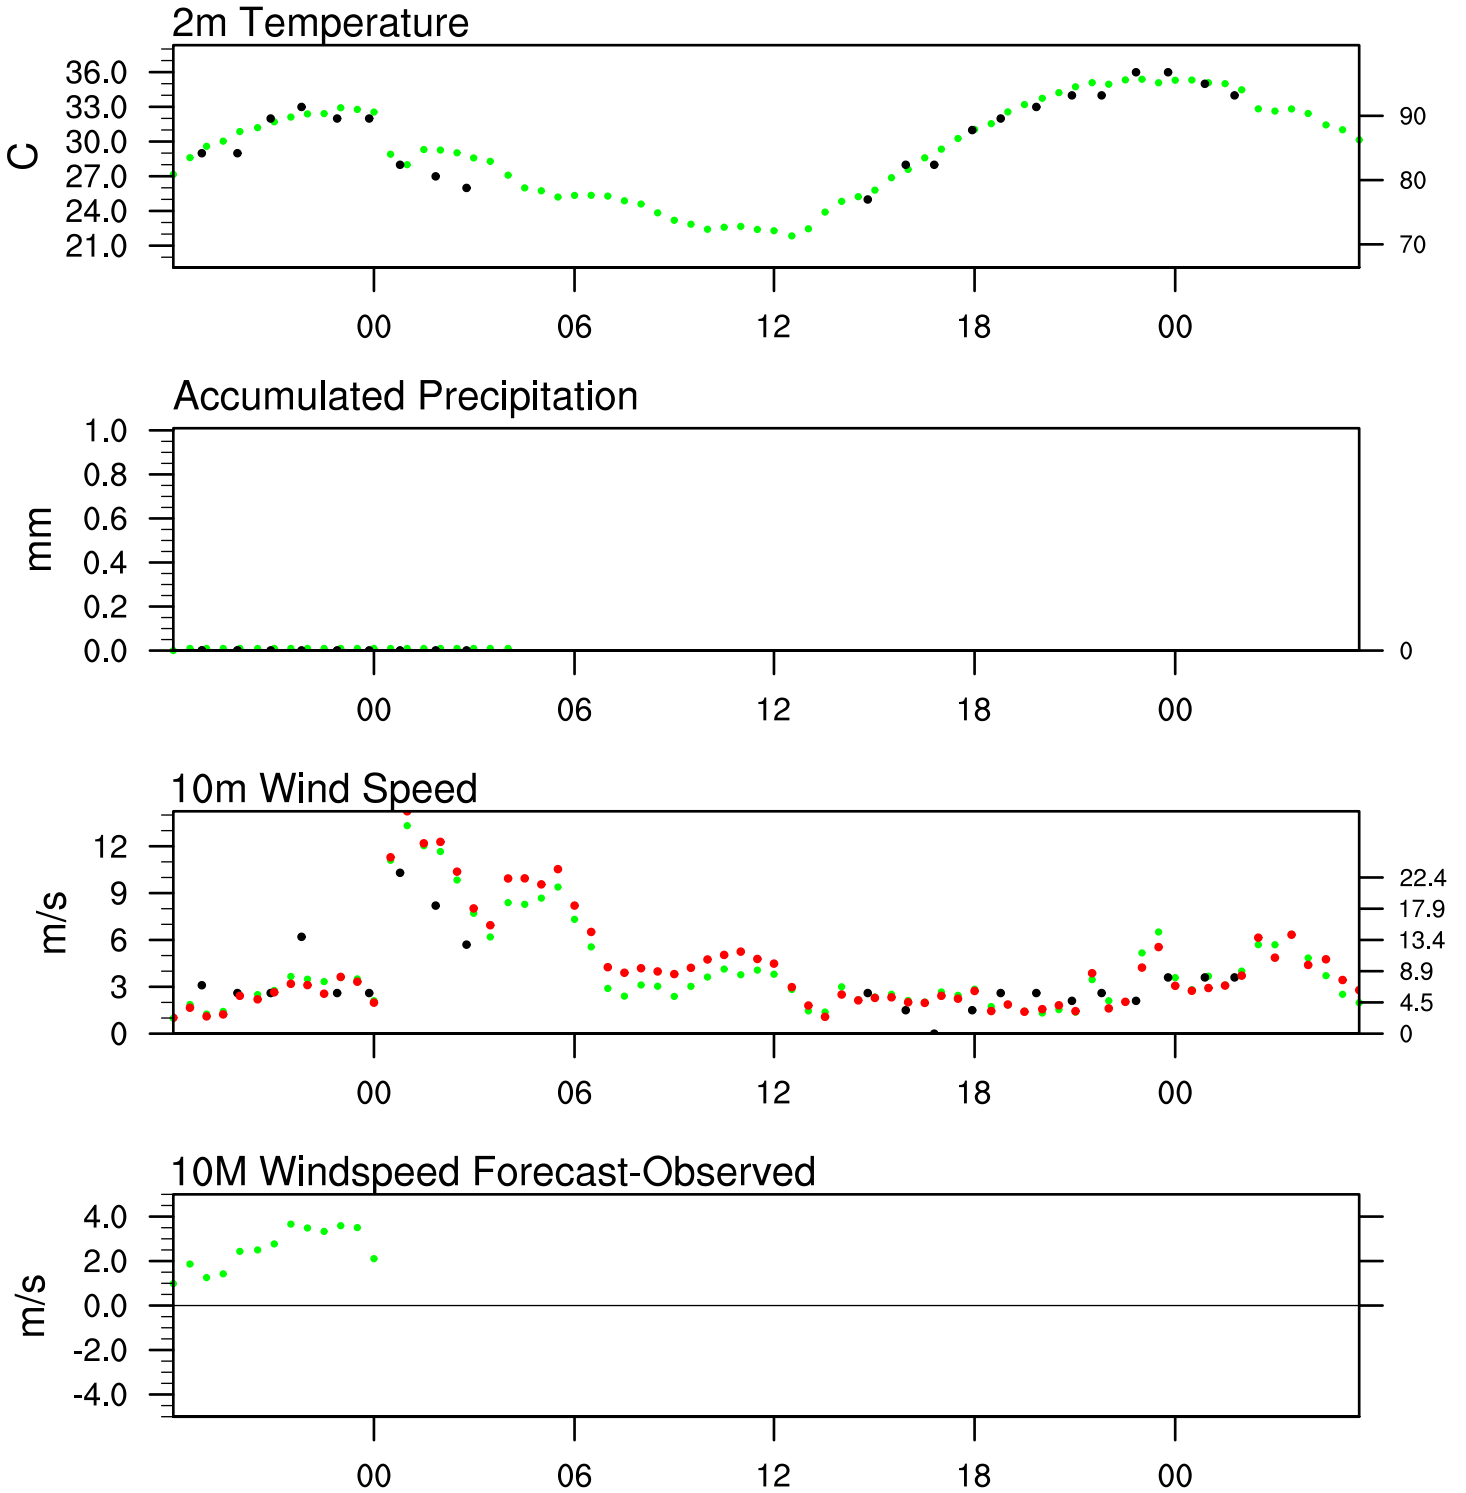 2m Temperature
36.0
33.0
30.0
27.0
24.0
21.0
C
90
80
70
00 06 12 18 00
Accumulated Precipitation
1.0
0.8
0.6
0.4
0.2
0.0
mm
0
00 06 12 18 00
10m Wind Speed
12
9
6
3
0
m/s
22.4
17.9
13.4
8.9
4.5
0
00 06 12 18 00
10M Windspeed Forecast-Observed
4.0
2.0
0.0
-2.0
-4.0
m/s
00 06 12 18 00